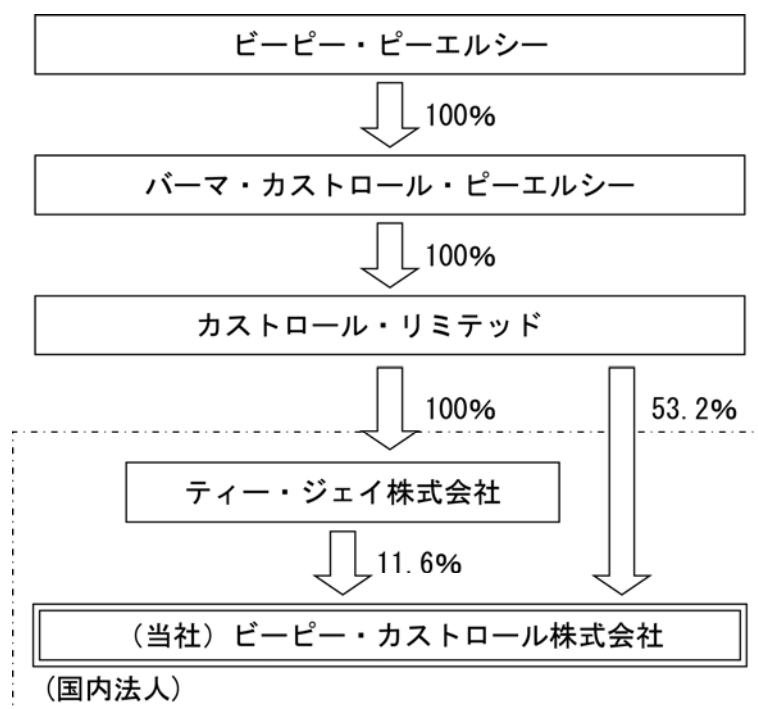 ビーピー・ピーエルシー
100%
バーマ・カストロール・ピーエルシー
100%
カストロール・リミテッド
100%
53.2%
ティー・ジェイ株式会社
11.6%
(当社) ビーピー・カストロール株式会社
(国内法人)